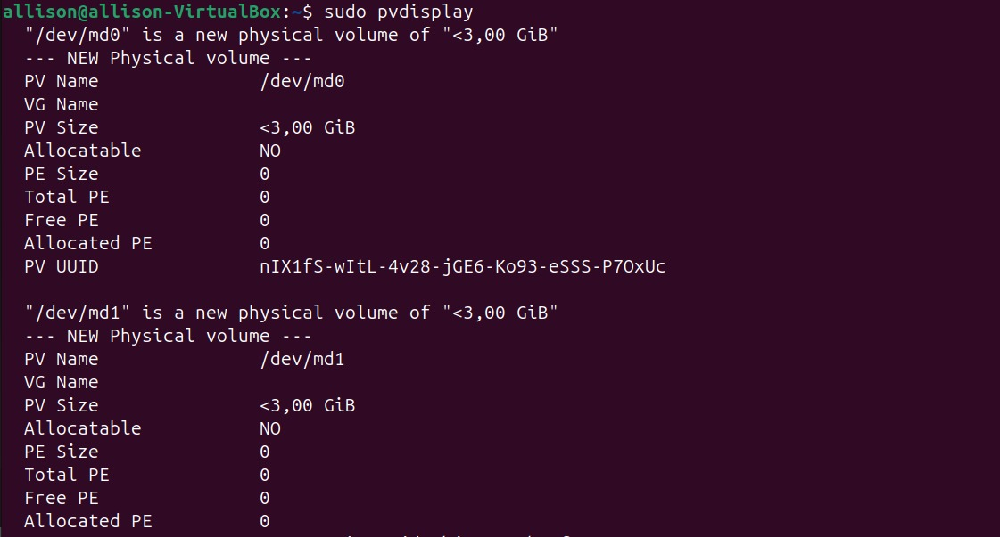 allison@allison-VirtualBox:~$ sudo pvdisplay
"/dev/md0" is a new physical volume of "<3,00 GiB"
--- NEW Physical volume ---
PV Name /dev/md0
VG Name
PV Size <3,00 GiB
Allocatable NO
PE Size 0
Total PE 0
Free PE 0
Allocated PE 0
PV UUID nIX1fS-wItL-4v28-jGE6-Ko93-eSSS-P7OxUc

"/dev/md1" is a new physical volume of "<3,00 GiB"
--- NEW Physical volume ---
PV Name /dev/md1
VG Name
PV Size <3,00 GiB
Allocatable NO
PE Size 0
Total PE 0
Free PE 0
Allocated PE 0